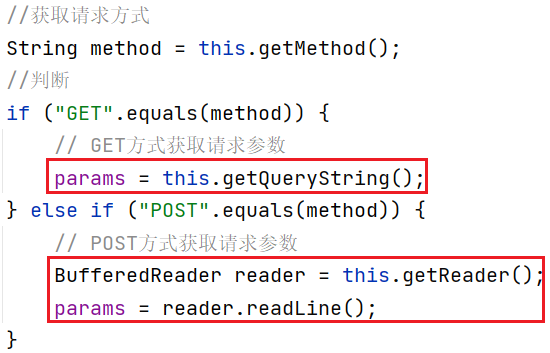 //获取请求方式
String method = this.getMethod();
//判断
if ("GET".equals(method)) {
    // GET方式获取请求参数
    params = this.getQueryString();
} else if ("POST".equals(method)) {
    // POST方式获取请求参数
    BufferedReader reader = this.getReader();
    params = reader.readLine();
}